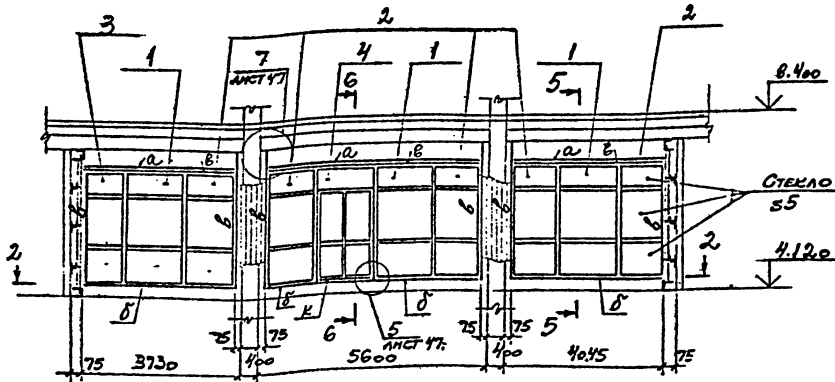 3 1 7 2 4 1 1 2
ЛИСТ 47
6 5
8.400
а в а в а в
СТЕКЛО
s5
в в в в в в
2 2
4.120
б б к б б
6 5 5
ЛИСТ 47.
75 75 75 75
75 3730 400 5600 400 4045 75